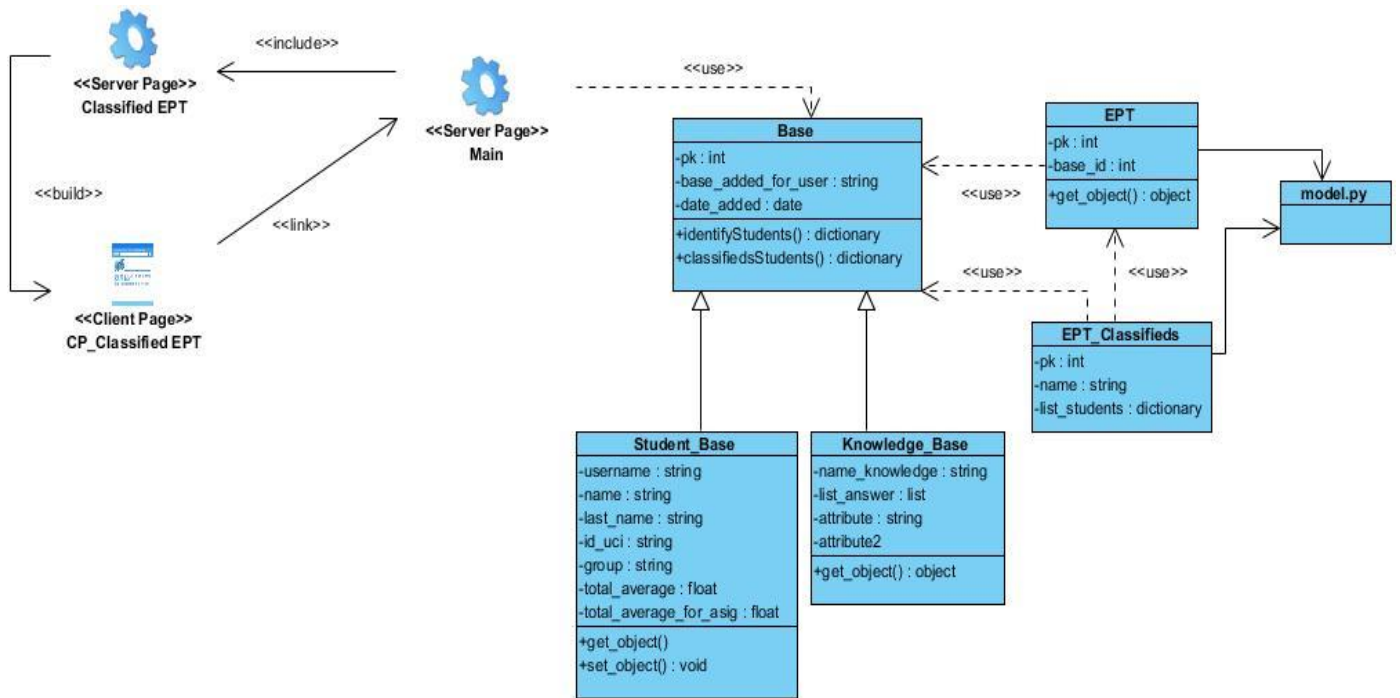 <<Server Page>>
Classified EPT
<<include>>
<<Server Page>>
Main
<<build>>
<<link>>
<<Client Page>>
CP_Classified EPT
<<use>>
Base
-pk : int
-base_added_for_user : string
-date_added : date
+identifyStudents() : dictionary
+classifiedsStudents() : dictionary
<<use>>
<<use>>
<<use>>
EPT
-pk : int
-base_id : int
+get_object() : object
model.py
EPT_Classifieds
-pk : int
-name : string
-list_students : dictionary
Student_Base
-username : string
-name : string
-last_name : string
-id_uci : string
-group : string
-total_average : float
-total_average_for_asig : float
+get_object()
+set_object() : void
Knowledge_Base
-name_knowledge : string
-list_answer : list
-attribute : string
-attribute2
+get_object() : object